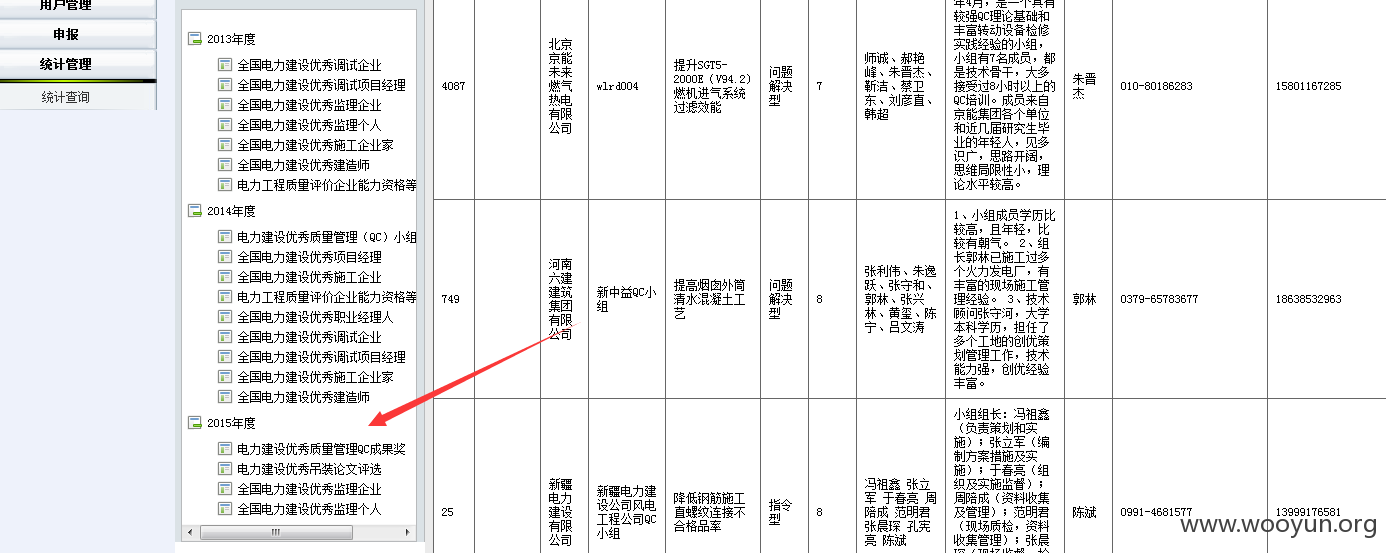 用户管理
申报
统计管理
统计查询
2013年度
全国电力建设优秀调试企业
全国电力建设优秀调试项目经理
全国电力建设优秀监理企业
全国电力建设优秀监理个人
全国电力建设优秀施工企业家
全国电力建设优秀建造师
电力工程质量评价企业能力资格等
2014年度
电力建设优秀质量管理（QC）小组
全国电力建设优秀项目经理
全国电力建设优秀施工企业
电力工程质量评价企业能力资格等
全国电力建设优秀职业经理人
全国电力建设优秀调试企业
全国电力建设优秀调试项目经理
全国电力建设优秀施工企业家
全国电力建设优秀建造师
2015年度
电力建设优秀质量管理QC成果奖
电力建设优秀吊装论文评选
全国电力建设优秀监理企业
全国电力建设优秀监理个人
4087
北京
京能
未来
燃气
热电
有限
公司
wlrd004
提升SGT5-
2000E（V94.2）
燃机进气系统
过滤效能
问题
解决
型
7
师诚、郝艳
峰、朱晋杰、
靳洁、蔡卫
东、刘彦直、
韩超
年4月，是一个具有
较强QC理论基础和
丰富转动设备检修
实践经验的小组，
小组有7名成员，都
是技术骨干，大多
接受过8小时以上的
QC培训。成员来自
京能集团各个单位
和近几届研究生毕
业的年轻人，见多
识广，思路开阔，
思维局限性小，理
论水平较高。
朱晋
杰
010-80186283
15801167285
749
河南
六建
建筑
集团
有限
公司
新中益QC小
组
提高烟囱外筒
清水混凝土工
艺
问题
解决
型
8
张利伟、朱逸
跃、张守和、
郭林、张兴
林、黄玺、陈
宁、吕文涛
1、小组成员学历比
较高，且年轻，比
较有朝气。 2、组
长郭林已施工过多
个火力发电厂，有
丰富的现场施工管
理经验。 3、技术
顾问张守河，大学
本科学历，担任了
多个工地的创优策
划管理工作，技术
能力强，创优经验
丰富。
郭林
0379-65783677
18638532963
25
新疆
电力
建设
有限
公司
新疆电力建
设公司风电
工程公司QC
小组
降低钢筋施工
直螺纹连接不
合格品率
指令
型
8
冯祖鑫 张立
军 于春亮 周
陪成 范明君
张晨琛 孔宪
亮 陈斌
小组组长：冯祖鑫
（负责策划和实
施）；张立军（编
制方案措施及实
施）；于春亮（组
织及实施监督）；
周陪成（资料收集
及管理）；范明君
（现场质检，资料
收集管理）；张晨
陈斌
0991-4681577
13999176581
www.wooyun.org